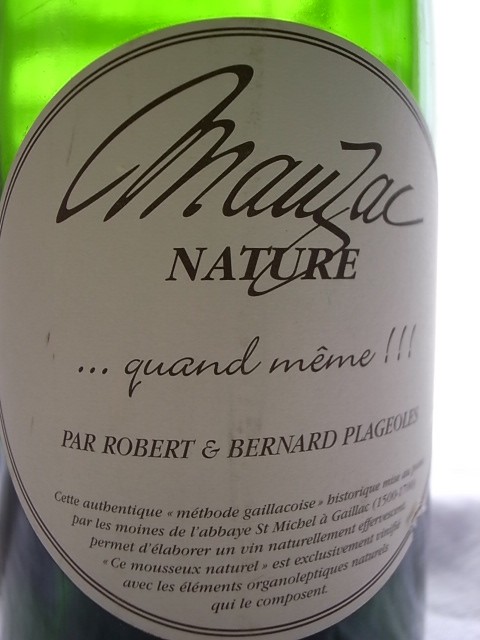 Mauzac
NATURE
... quand même !!!
PAR ROBERT & BERNARD PLAGEOLES
Cette authentique « méthode gaillacoise » historique mise au
par les moines de l'abbaye St Michel à Gaillac (1500-
permet d'élaborer un vin naturellement effervescent.
« Ce mousseux naturel » est exclusivement vinifié
avec les éléments organoleptiques naturels
qui le composent.